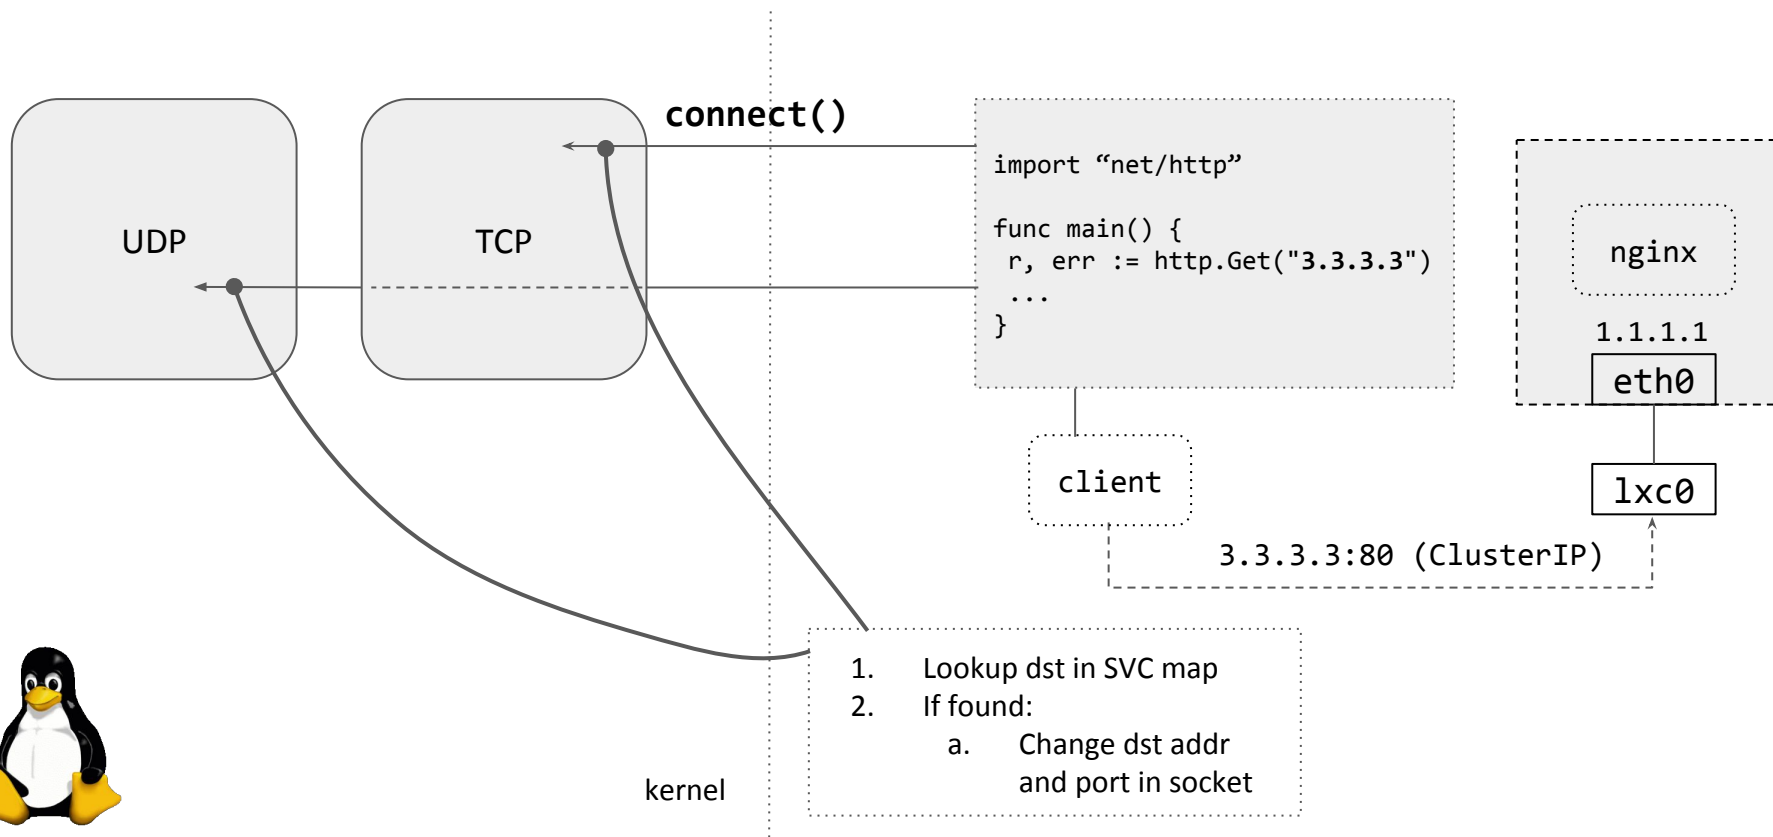 connect()
UDP
TCP
import “net/http”
func main() {
r, err := http.Get("3.3.3.3")
...
}
nginx
1.1.1.1
eth0
lxc0
client
3.3.3.3:80 (ClusterIP)
1. Lookup dst in SVC map
2. If found:
a. Change dst addr
and port in socket
kernel